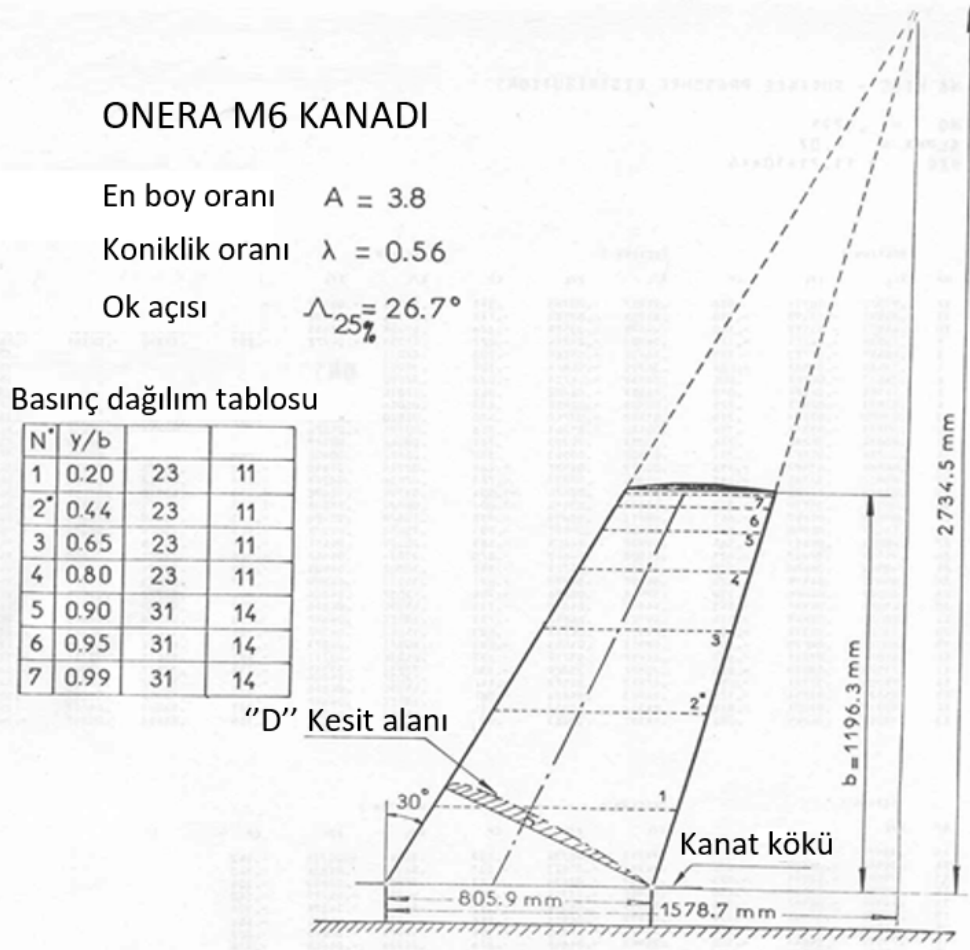 ONERA M6 KANADI
En boy oranı A = 3.8
Koniklik oranı λ = 0.56
Ok açısı Λ25% = 26.7°
Basınç dağılım tablosu
N° y/b
1 0.20 23 11
2* 0.44 23 11
3 0.65 23 11
4 0.80 23 11
5 0.90 31 14
6 0.95 31 14
7 0.99 31 14
7
6
5
4
3
2*
1
2734.5 mm
b = 1196.3 mm
"D" Kesit alanı
30°
Kanat kökü
805.9 mm
1578.7 mm